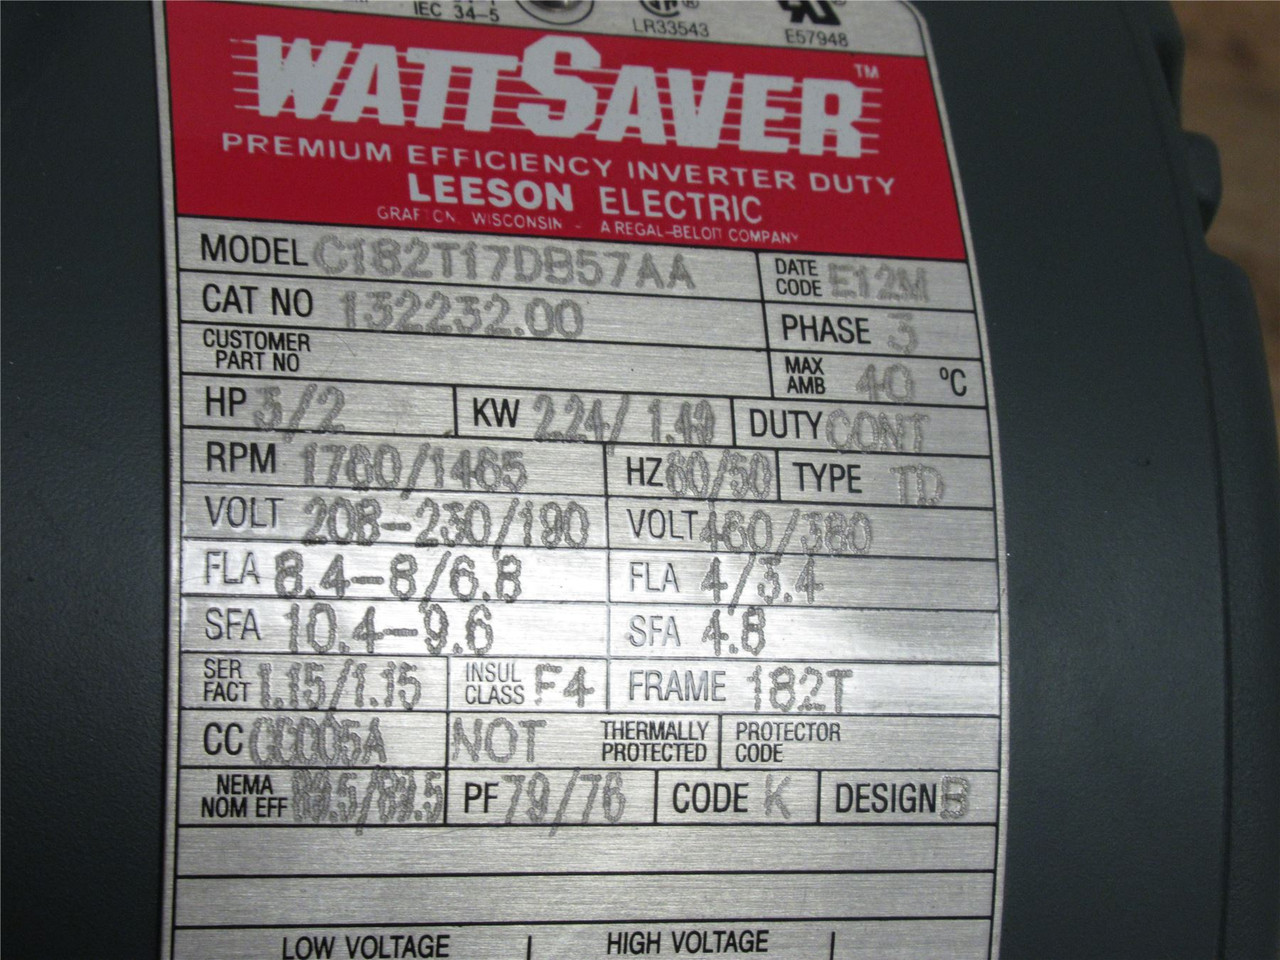 IEC 34-5
LR33543
E57948
WATTSAVER™
PREMIUM EFFICIENCY INVERTER DUTY
LEESON ELECTRIC
GRAFTON, WISCONSIN - A REGAL-BELOIT COMPANY
MODEL C182T17DB57AA DATE CODE E12M
CAT NO 132232.00 PHASE 3
CUSTOMER PART NO MAX AMB 40 °C
HP 3/2 KW 2.24/1.49 DUTY CONT
RPM 1760/1465 HZ 60/50 TYPE TD
VOLT 208-230/190 VOLT 460/380
FLA 8.4-8/6.8 FLA 4/3.4
SFA 10.4-9.6 SFA 4.8
SER FACT 1.15/1.15 INSUL CLASS F4 FRAME 182T
CC CC005A NOT THERMALLY PROTECTED PROTECTOR CODE
NEMA NOM EFF 89.5/89.5 PF 79/76 CODE K DESIGN B
LOW VOLTAGE HIGH VOLTAGE